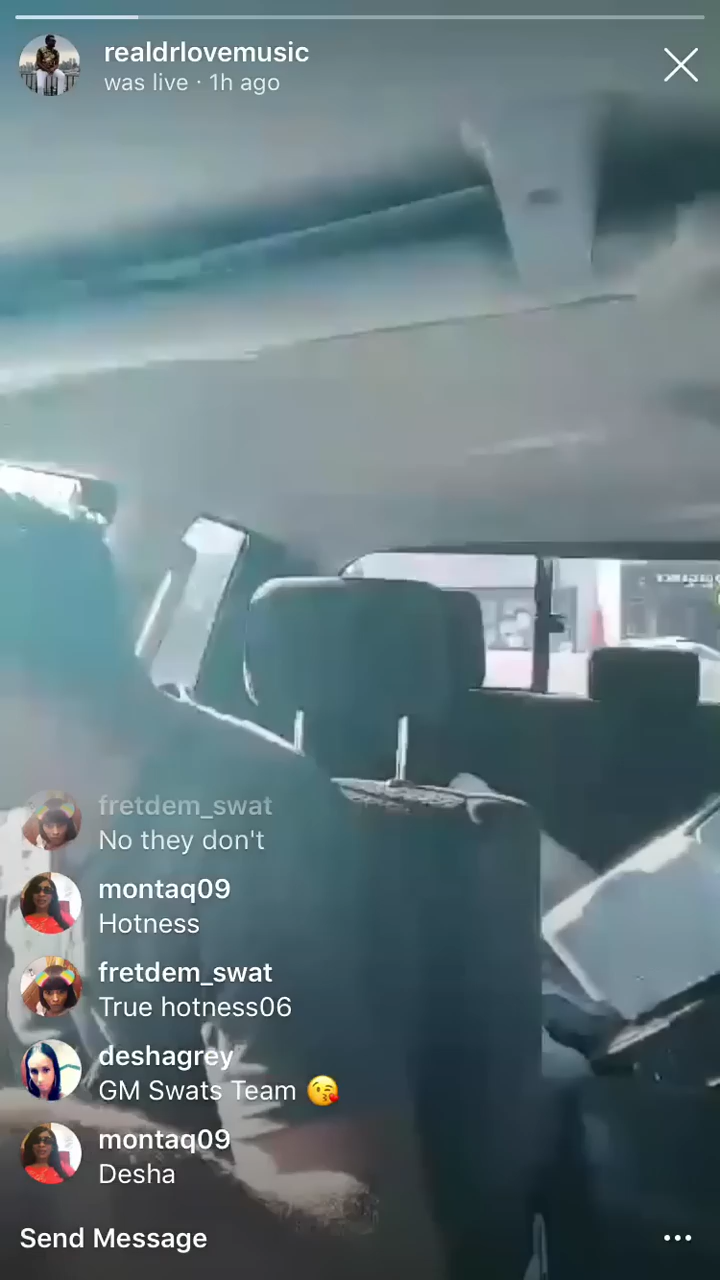 realdrlovemusic
was live · 1h ago
fretdem_swat
No they don't
montaq09
Hotness
fretdem_swat
True hotness06
deshagrey
GM Swats Team 😘
montaq09
Desha
Send Message